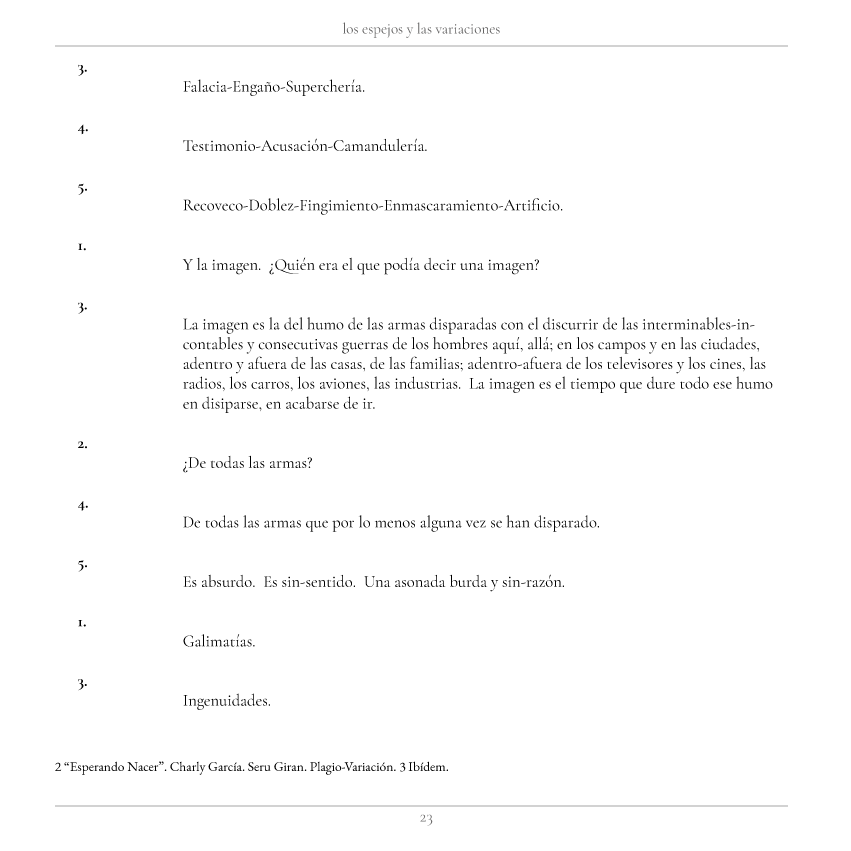 los espejos y las variaciones
3.
Falacia-Engaño-Superchería.
4.
Testimonio-Acusación-Camandulería.
5.
Recoveco-Doblez-Fingimiento-Enmascaramiento-Artificio.
1.
Y la imagen.  ¿Quién era el que podía decir una imagen?
3.
La imagen es la del humo de las armas disparadas con el discurrir de las interminables-in-
contables y consecutivas guerras de los hombres aquí, allá; en los campos y en las ciudades,
adentro y afuera de las casas, de las familias; adentro-afuera de los televisores y los cines, las
radios, los carros, los aviones, las industrias.  La imagen es el tiempo que dure todo ese humo
en disiparse, en acabarse de ir.
2.
¿De todas las armas?
4.
De todas las armas que por lo menos alguna vez se han disparado.
5.
Es absurdo.  Es sin-sentido.  Una asonada burda y sin-razón.
1.
Galimatías.
3.
Ingenuidades.
2 “Esperando Nacer”. Charly García. Seru Giran. Plagio-Variación. 3 Ibídem.
23